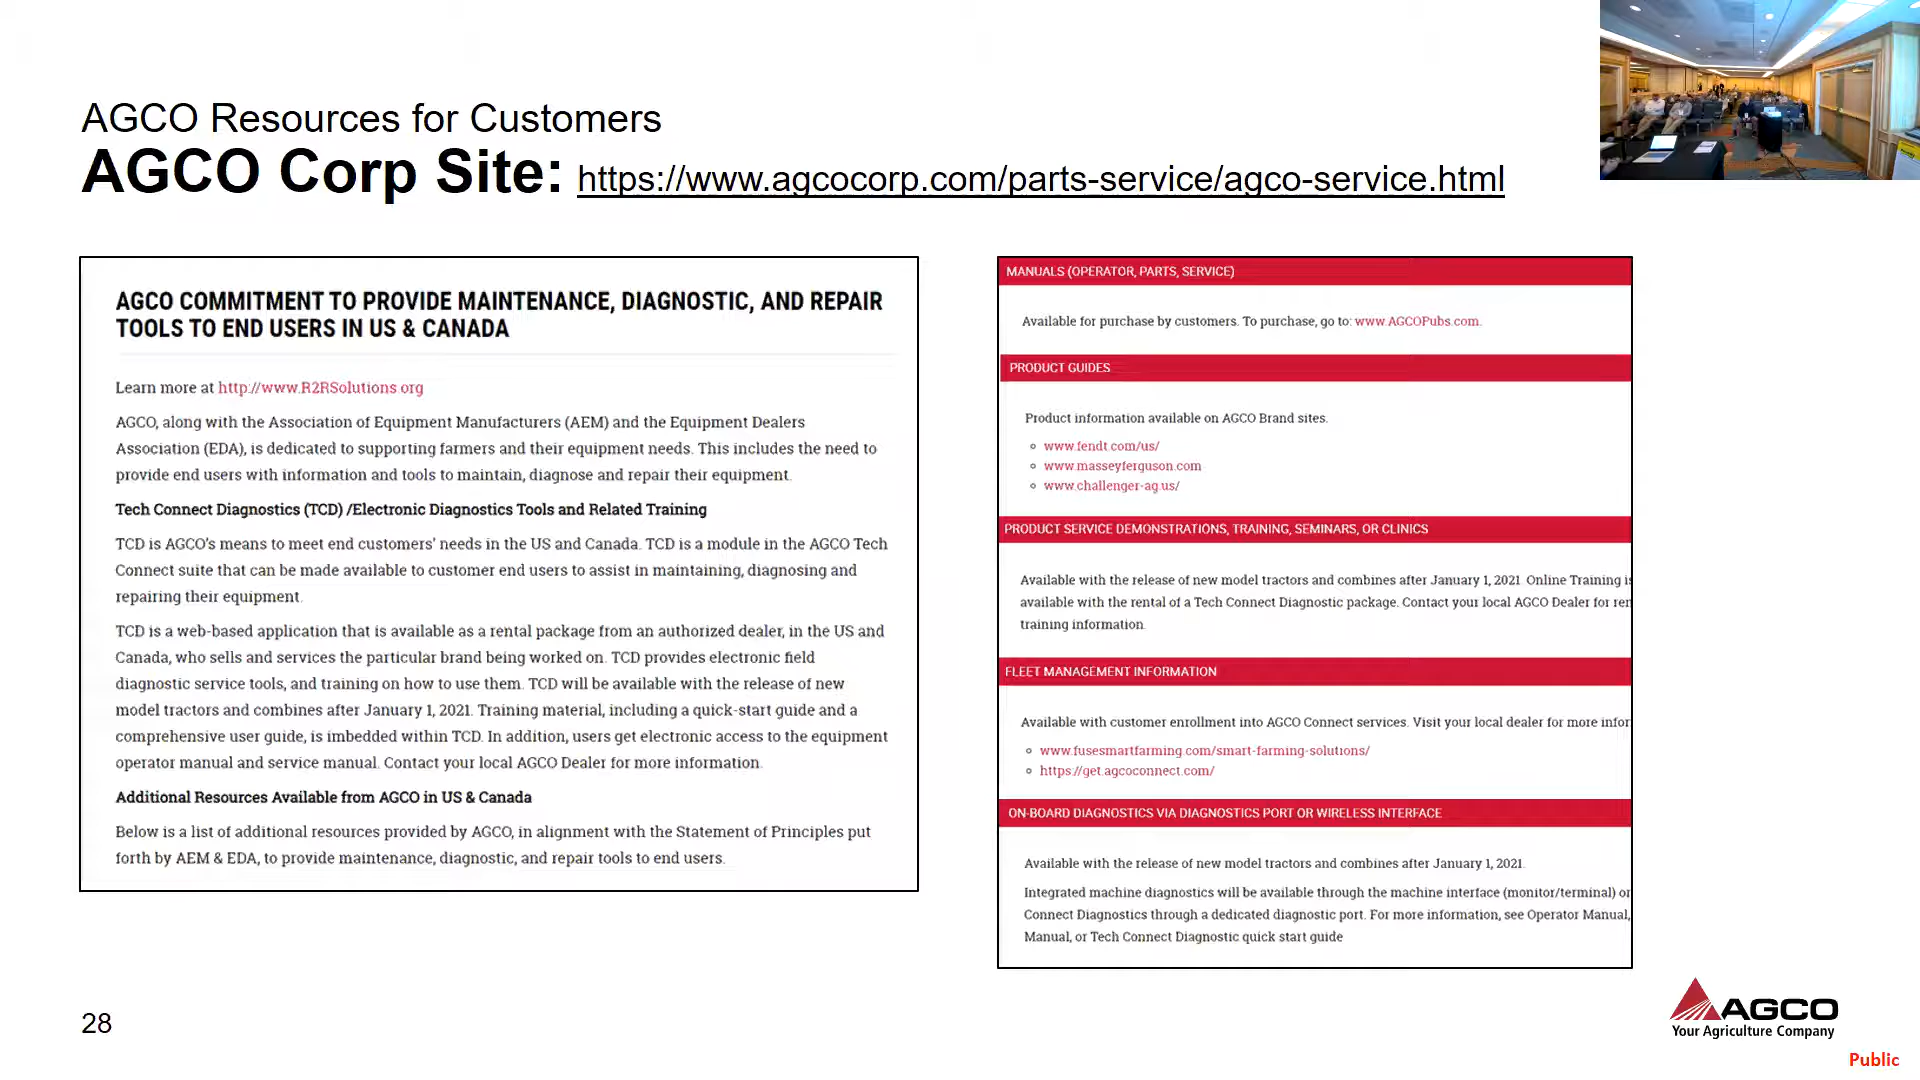 AGCO Resources for Customers
AGCO Corp Site: https://www.agcocorp.com/parts-service/agco-service.html
AGCO COMMITMENT TO PROVIDE MAINTENANCE, DIAGNOSTIC, AND REPAIR
TOOLS TO END USERS IN US & CANADA
Learn more at http://www.R2RSolutions.org
AGCO, along with the Association of Equipment Manufacturers (AEM) and the Equipment Dealers
Association (EDA), is dedicated to supporting farmers and their equipment needs. This includes the need to
provide end users with information and tools to maintain, diagnose and repair their equipment.
Tech Connect Diagnostics (TCD) /Electronic Diagnostics Tools and Related Training
TCD is AGCO's means to meet end customers' needs in the US and Canada. TCD is a module in the AGCO Tech
Connect suite that can be made available to customer end users to assist in maintaining, diagnosing and
repairing their equipment.
TCD is a web-based application that is available as a rental package from an authorized dealer, in the US and
Canada, who sells and services the particular brand being worked on. TCD provides electronic field
diagnostic service tools, and training on how to use them. TCD will be available with the release of new
model tractors and combines after January 1, 2021. Training material, including a quick-start guide and a
comprehensive user guide, is imbedded within TCD. In addition, users get electronic access to the equipment
operator manual and service manual. Contact your local AGCO Dealer for more information.
Additional Resources Available from AGCO in US & Canada
Below is a list of additional resources provided by AGCO, in alignment with the Statement of Principles put
forth by AEM & EDA, to provide maintenance, diagnostic, and repair tools to end users.
MANUALS (OPERATOR, PARTS, SERVICE)
Available for purchase by customers. To purchase, go to: www.AGCOPubs.com.
PRODUCT GUIDES
Product information available on AGCO Brand sites.
www.fendt.com/us/
www.masseyferguson.com
www.challenger-ag.us/
PRODUCT SERVICE DEMONSTRATIONS, TRAINING, SEMINARS, OR CLINICS
Available with the release of new model tractors and combines after January 1, 2021 Online Training is
available with the rental of a Tech Connect Diagnostic package. Contact your local AGCO Dealer for ren
training information.
FLEET MANAGEMENT INFORMATION
Available with customer enrollment into AGCO Connect services. Visit your local dealer for more infor
www.fusesmartfarming.com/smart-farming-solutions/
https://get.agcoconnect.com/
ON-BOARD DIAGNOSTICS VIA DIAGNOSTICS PORT OR WIRELESS INTERFACE
Available with the release of new model tractors and combines after January 1, 2021.
Integrated machine diagnostics will be available through the machine interface (monitor/terminal) or
Connect Diagnostics through a dedicated diagnostic port. For more information, see Operator Manual,
Manual, or Tech Connect Diagnostic quick start guide
28
AGCO
Your Agriculture Company
Public